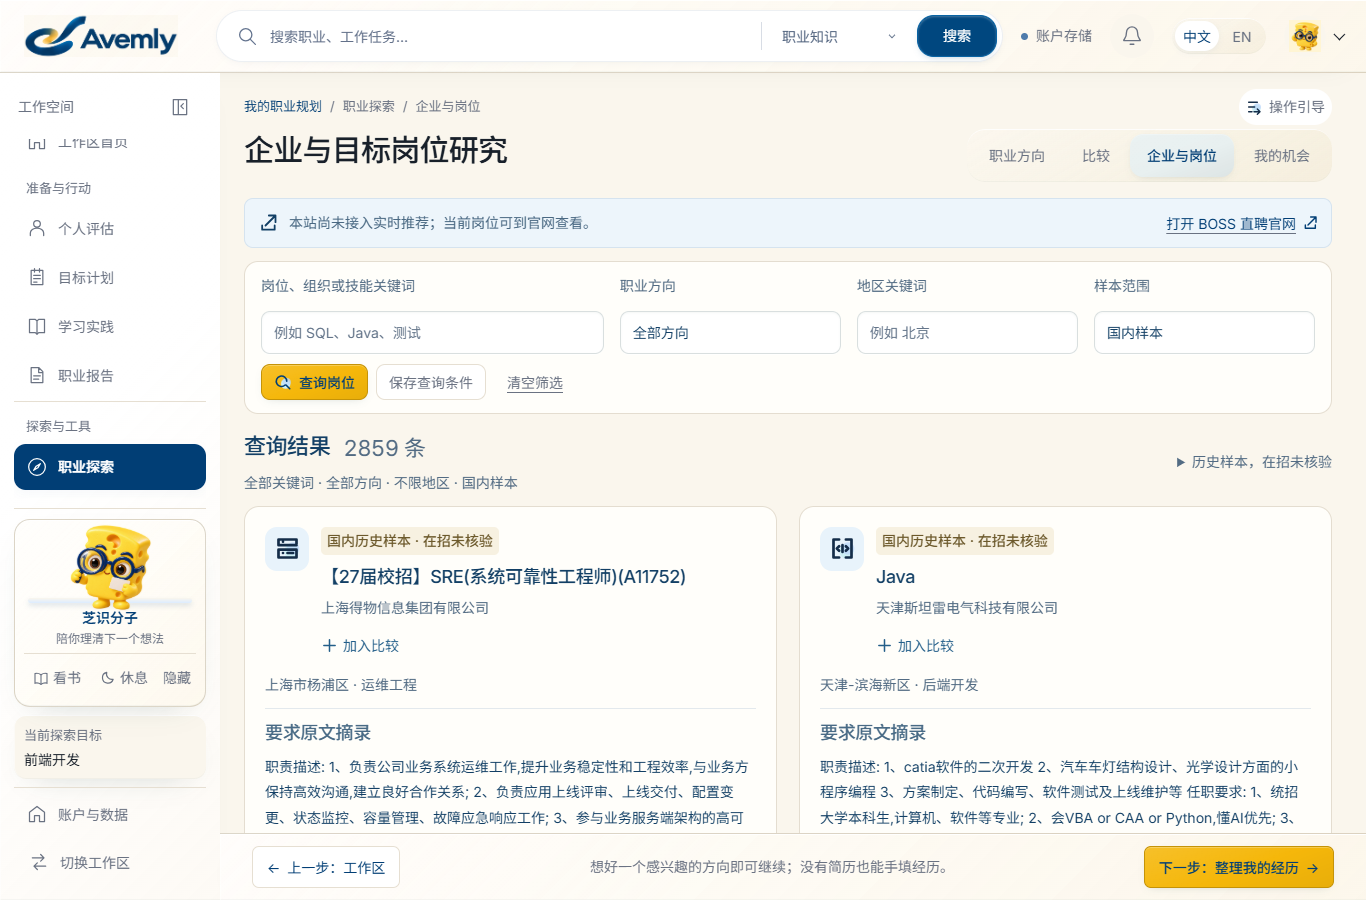 Avemly
搜索职业、工作任务...
职业知识
搜索
账户存储
中文
EN
工作空间
工作区首页
准备与行动
个人评估
目标计划
学习实践
职业报告
探索与工具
职业探索
芝识分子
陪你理清下一个想法
看书
休息
隐藏
当前探索目标
前端开发
账户与数据
切换工作区
我的职业规划 / 职业探索 / 企业与岗位
操作引导
企业与目标岗位研究
职业方向
比较
企业与岗位
我的机会
本站尚未接入实时推荐；当前岗位可到官网查看。
打开 BOSS 直聘官网
岗位、组织或技能关键词
职业方向
地区关键词
样本范围
例如 SQL、Java、测试
全部方向
例如 北京
国内样本
查询岗位
保存查询条件
清空筛选
查询结果 2859 条
历史样本，在招未核验
全部关键词 · 全部方向 · 不限地区 · 国内样本
国内历史样本 · 在招未核验
【27届校招】SRE(系统可靠性工程师)(A11752)
上海得物信息集团有限公司
加入比较
上海市杨浦区 · 运维工程
要求原文摘录
职责描述: 1、负责公司业务系统运维工作,提升业务稳定性和工程效率,与业务方
保持高效沟通,建立良好合作关系; 2、负责应用上线评审、上线交付、配置变
更、状态监控、容量管理、故障应急响应工作; 3、参与业务服务端架构的高可
国内历史样本 · 在招未核验
Java
天津斯坦雷电气科技有限公司
加入比较
天津-滨海新区 · 后端开发
要求原文摘录
职责描述: 1、catia软件的二次开发 2、汽车车灯结构设计、光学设计方面的小
程序编程 3、方案制定、代码编写、软件测试及上线维护等 任职要求: 1、统招
大学本科生,计算机、软件等专业; 2、会VBA or CAA or Python,懂AI优先; 3、
← 上一步：工作区
想好一个感兴趣的方向即可继续；没有简历也能手填经历。
下一步：整理我的经历 →